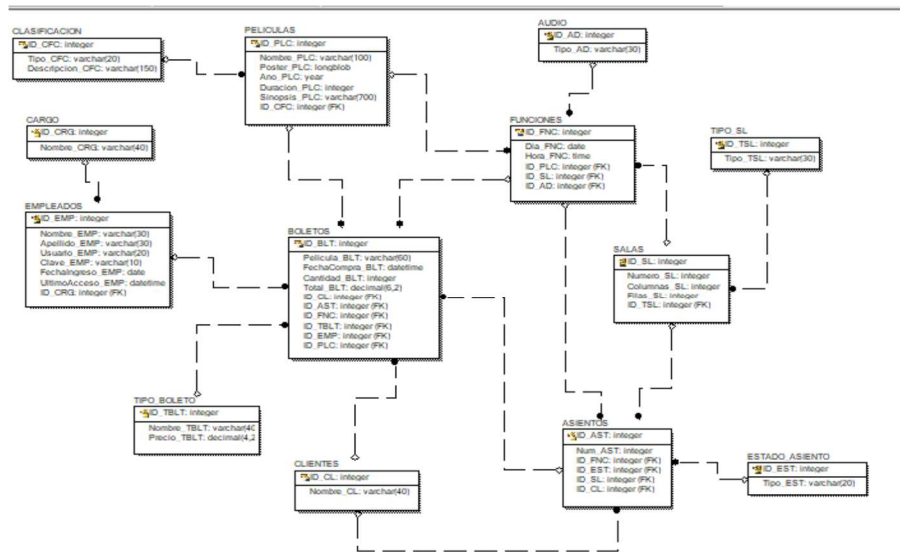 CLASIFICACION
ID_CFC: integer
Tipo_CFC: varchar(20)
Descripcion_CFC: varchar(150)
PELICULAS
ID_PLC: integer
Nombre_PLC: varchar(100)
Poster_PLC: longblob
Ano_PLC: year
Duracion_PLC: integer
Sinopsis_PLC: varchar(700)
ID_CFC: integer (FK)
AUDIO
ID_AD: integer
Tipo_AD: varchar(30)
CARGO
ID_CRG: integer
Nombre_CRG: varchar(40)
FUNCIONES
ID_FNC: integer
Dia_FNC: date
Hora_FNC: time
ID_PLC: integer (FK)
ID_SL: integer (FK)
ID_AD: integer (FK)
TIPO_SL
ID_TSL: integer
Tipo_TSL: varchar(30)
EMPLEADOS
ID_EMP: integer
Nombre_EMP: varchar(30)
Apellido_EMP: varchar(30)
Usuario_EMP: varchar(20)
Clave_EMP: varchar(10)
FechaIngreso_EMP: date
UltimoAcceso_EMP: datetime
ID_CRG: integer (FK)
BOLETOS
ID_BLT: integer
Pelicula_BLT: varchar(60)
FechaCompra_BLT: datetime
Cantidad_BLT: integer
Total_BLT: decimal(6,2)
ID_CL: integer (FK)
ID_AST: integer (FK)
ID_FNC: integer (FK)
ID_TBLT: integer (FK)
ID_EMP: integer (FK)
ID_PLC: integer (FK)
SALAS
ID_SL: integer
Numero_SL: integer
Columnas_SL: integer
Filas_SL: integer
ID_TSL: integer (FK)
TIPO_BOLETO
ID_TBLT: integer
Nombre_TBLT: varchar(40
Precio_TBLT: decimal(4,2
CLIENTES
ID_CL: integer
Nombre_CL: varchar(40)
ASIENTOS
ID_AST: integer
Num_AST: integer
ID_FNC: integer (FK)
ID_EST: integer (FK)
ID_SL: integer (FK)
ID_CL: integer (FK)
ESTADO_ASIENTO
ID_EST: integer
Tipo_EST: varchar(20)